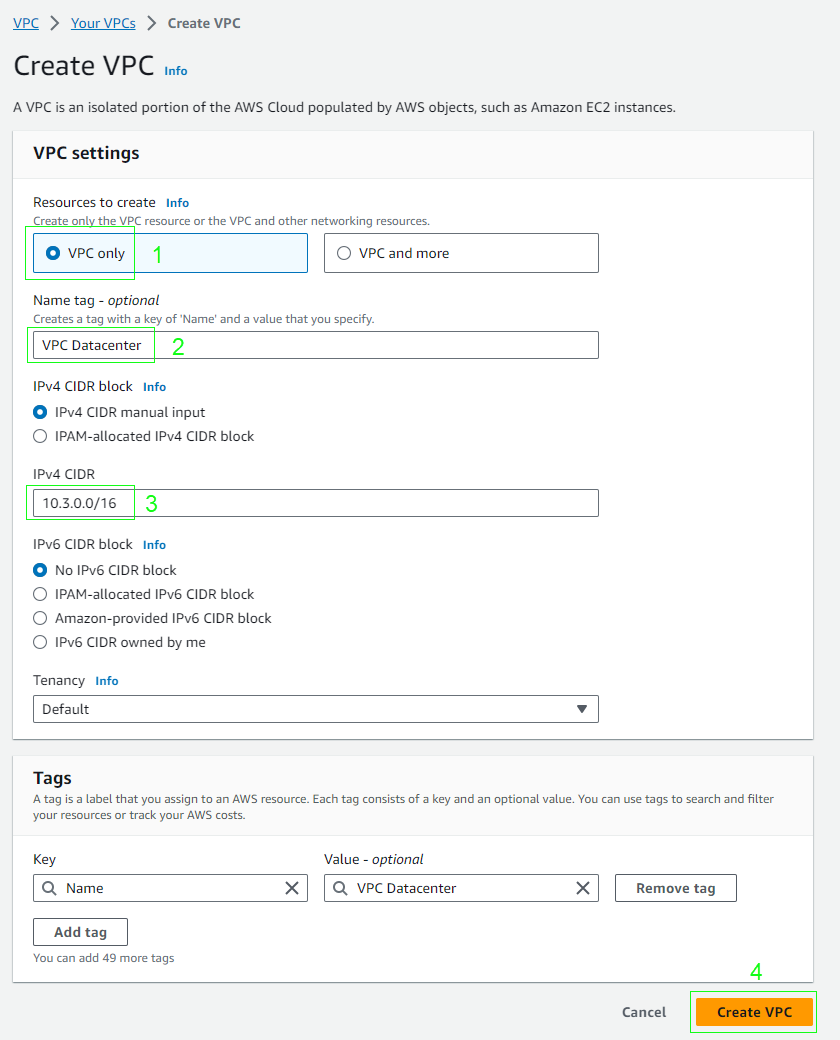 VPC > Your VPCs > Create VPC
Create VPC Info
A VPC is an isolated portion of the AWS Cloud populated by AWS objects, such as Amazon EC2 instances.
VPC settings
Resources to create Info
Create only the VPC resource or the VPC and other networking resources.
VPC only 1 VPC and more
Name tag - optional
Creates a tag with a key of 'Name' and a value that you specify.
VPC Datacenter 2
IPv4 CIDR block Info
IPv4 CIDR manual input
IPAM-allocated IPv4 CIDR block
IPv4 CIDR
10.3.0.0/16 3
IPv6 CIDR block Info
No IPv6 CIDR block
IPAM-allocated IPv6 CIDR block
Amazon-provided IPv6 CIDR block
IPv6 CIDR owned by me
Tenancy Info
Default
Tags
A tag is a label that you assign to an AWS resource. Each tag consists of a key and an optional value. You can use tags to search and filter
your resources or track your AWS costs.
Key Value - optional
Name VPC Datacenter Remove tag
Add tag
You can add 49 more tags
4
Cancel Create VPC